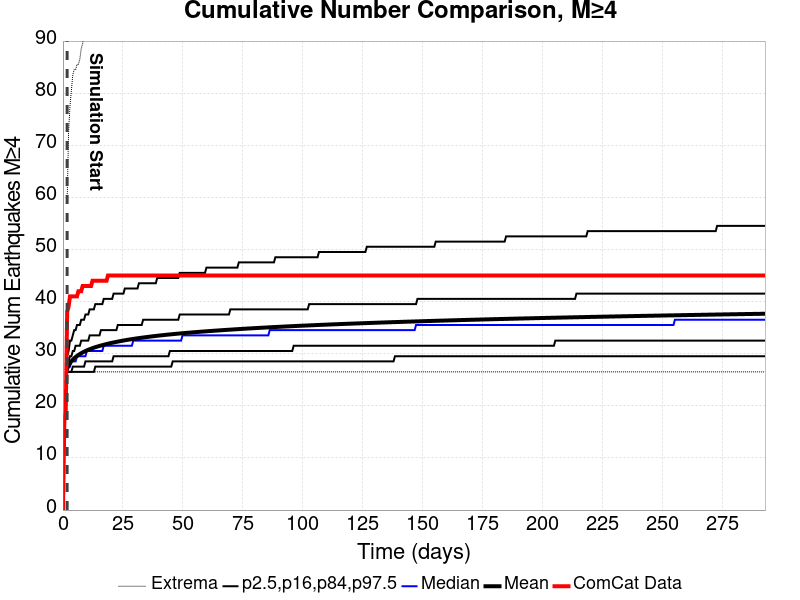 Cumulative Number Comparison, M≥4
Cumulative Num Earthquakes M≥4
90
80
70
60
50
40
30
20
10
0
Simulation Start
0 25 50 75 100 125 150 175 200 225 250 275
Time (days)
Extrema p2.5,p16,p84,p97.5 Median Mean ComCat Data